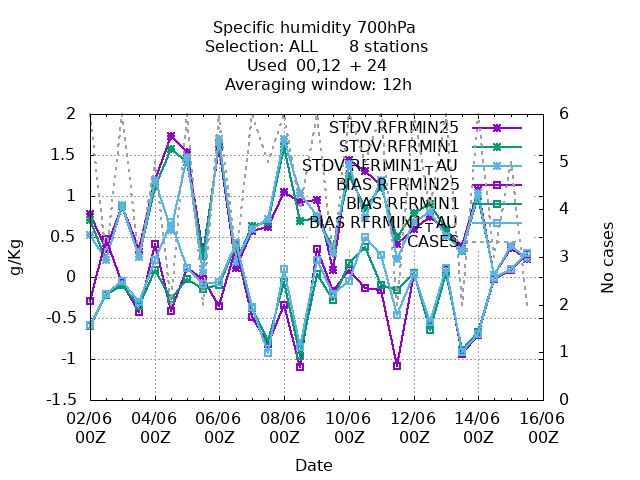 Specific humidity 700hPa
Selection: ALL 8 stations
Used 00,12 + 24
Averaging window: 12h
2
1.5
1
0.5
0
-0.5
-1
-1.5
g/Kg
6
5
4
3
2
1
0
No cases
STDV RFRMIN25
STDV RFRMIN1
STDV RFRMIN1_TAU
BIAS RFRMIN25
BIAS RFRMIN1
BIAS RFRMIN1_TAU
CASES
02/06 04/06 06/06 08/06 10/06 12/06 14/06 16/06
00Z 00Z 00Z 00Z 00Z 00Z 00Z 00Z
Date